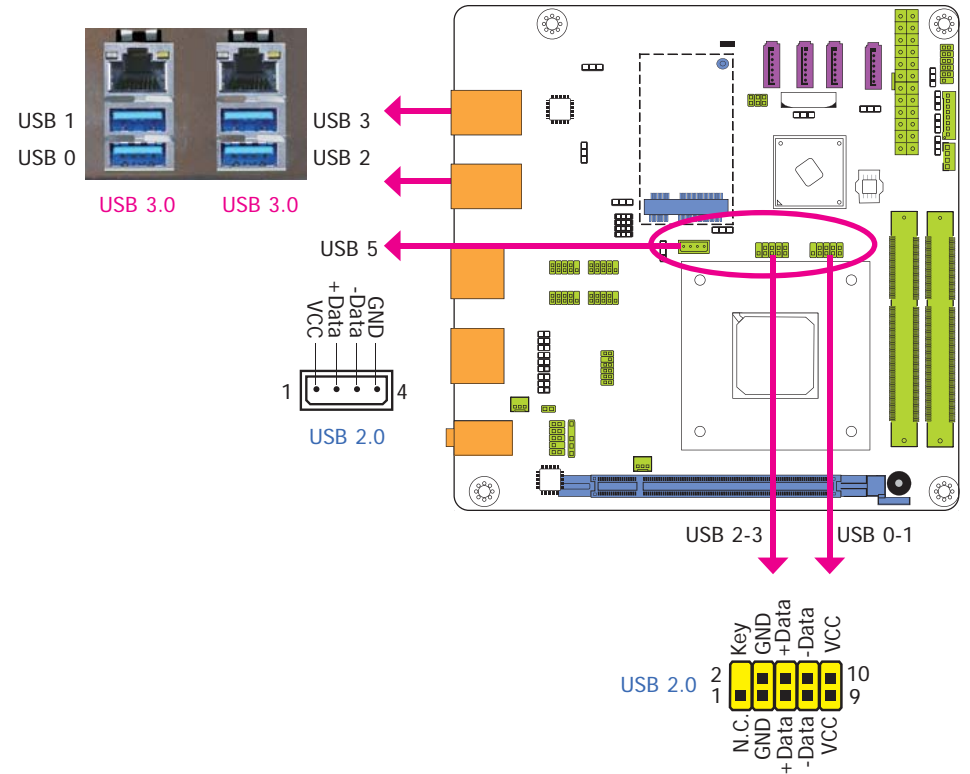 USB 1
USB 3
USB 0
USB 2
USB 3.0
USB 3.0
USB 5
VCC
+Data
-Data
GND
1
4
USB 2.0
USB 2-3
USB 0-1
Key
GND
+Data
-Data
VCC
USB 2.0
2
10
1
9
N.C.
GND
+Data
-Data
VCC